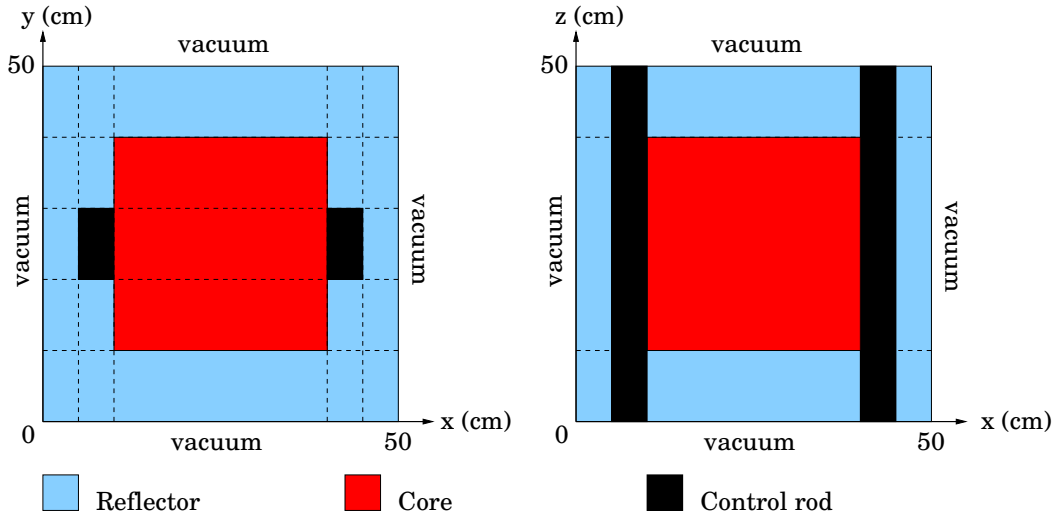 y (cm)
vacuum
50
vacuum
vacuum
x (cm)
0
vacuum
50
z (cm)
vacuum
50
vacuum
vacuum
x (cm)
0
vacuum
50
Reflector
Core
Control rod